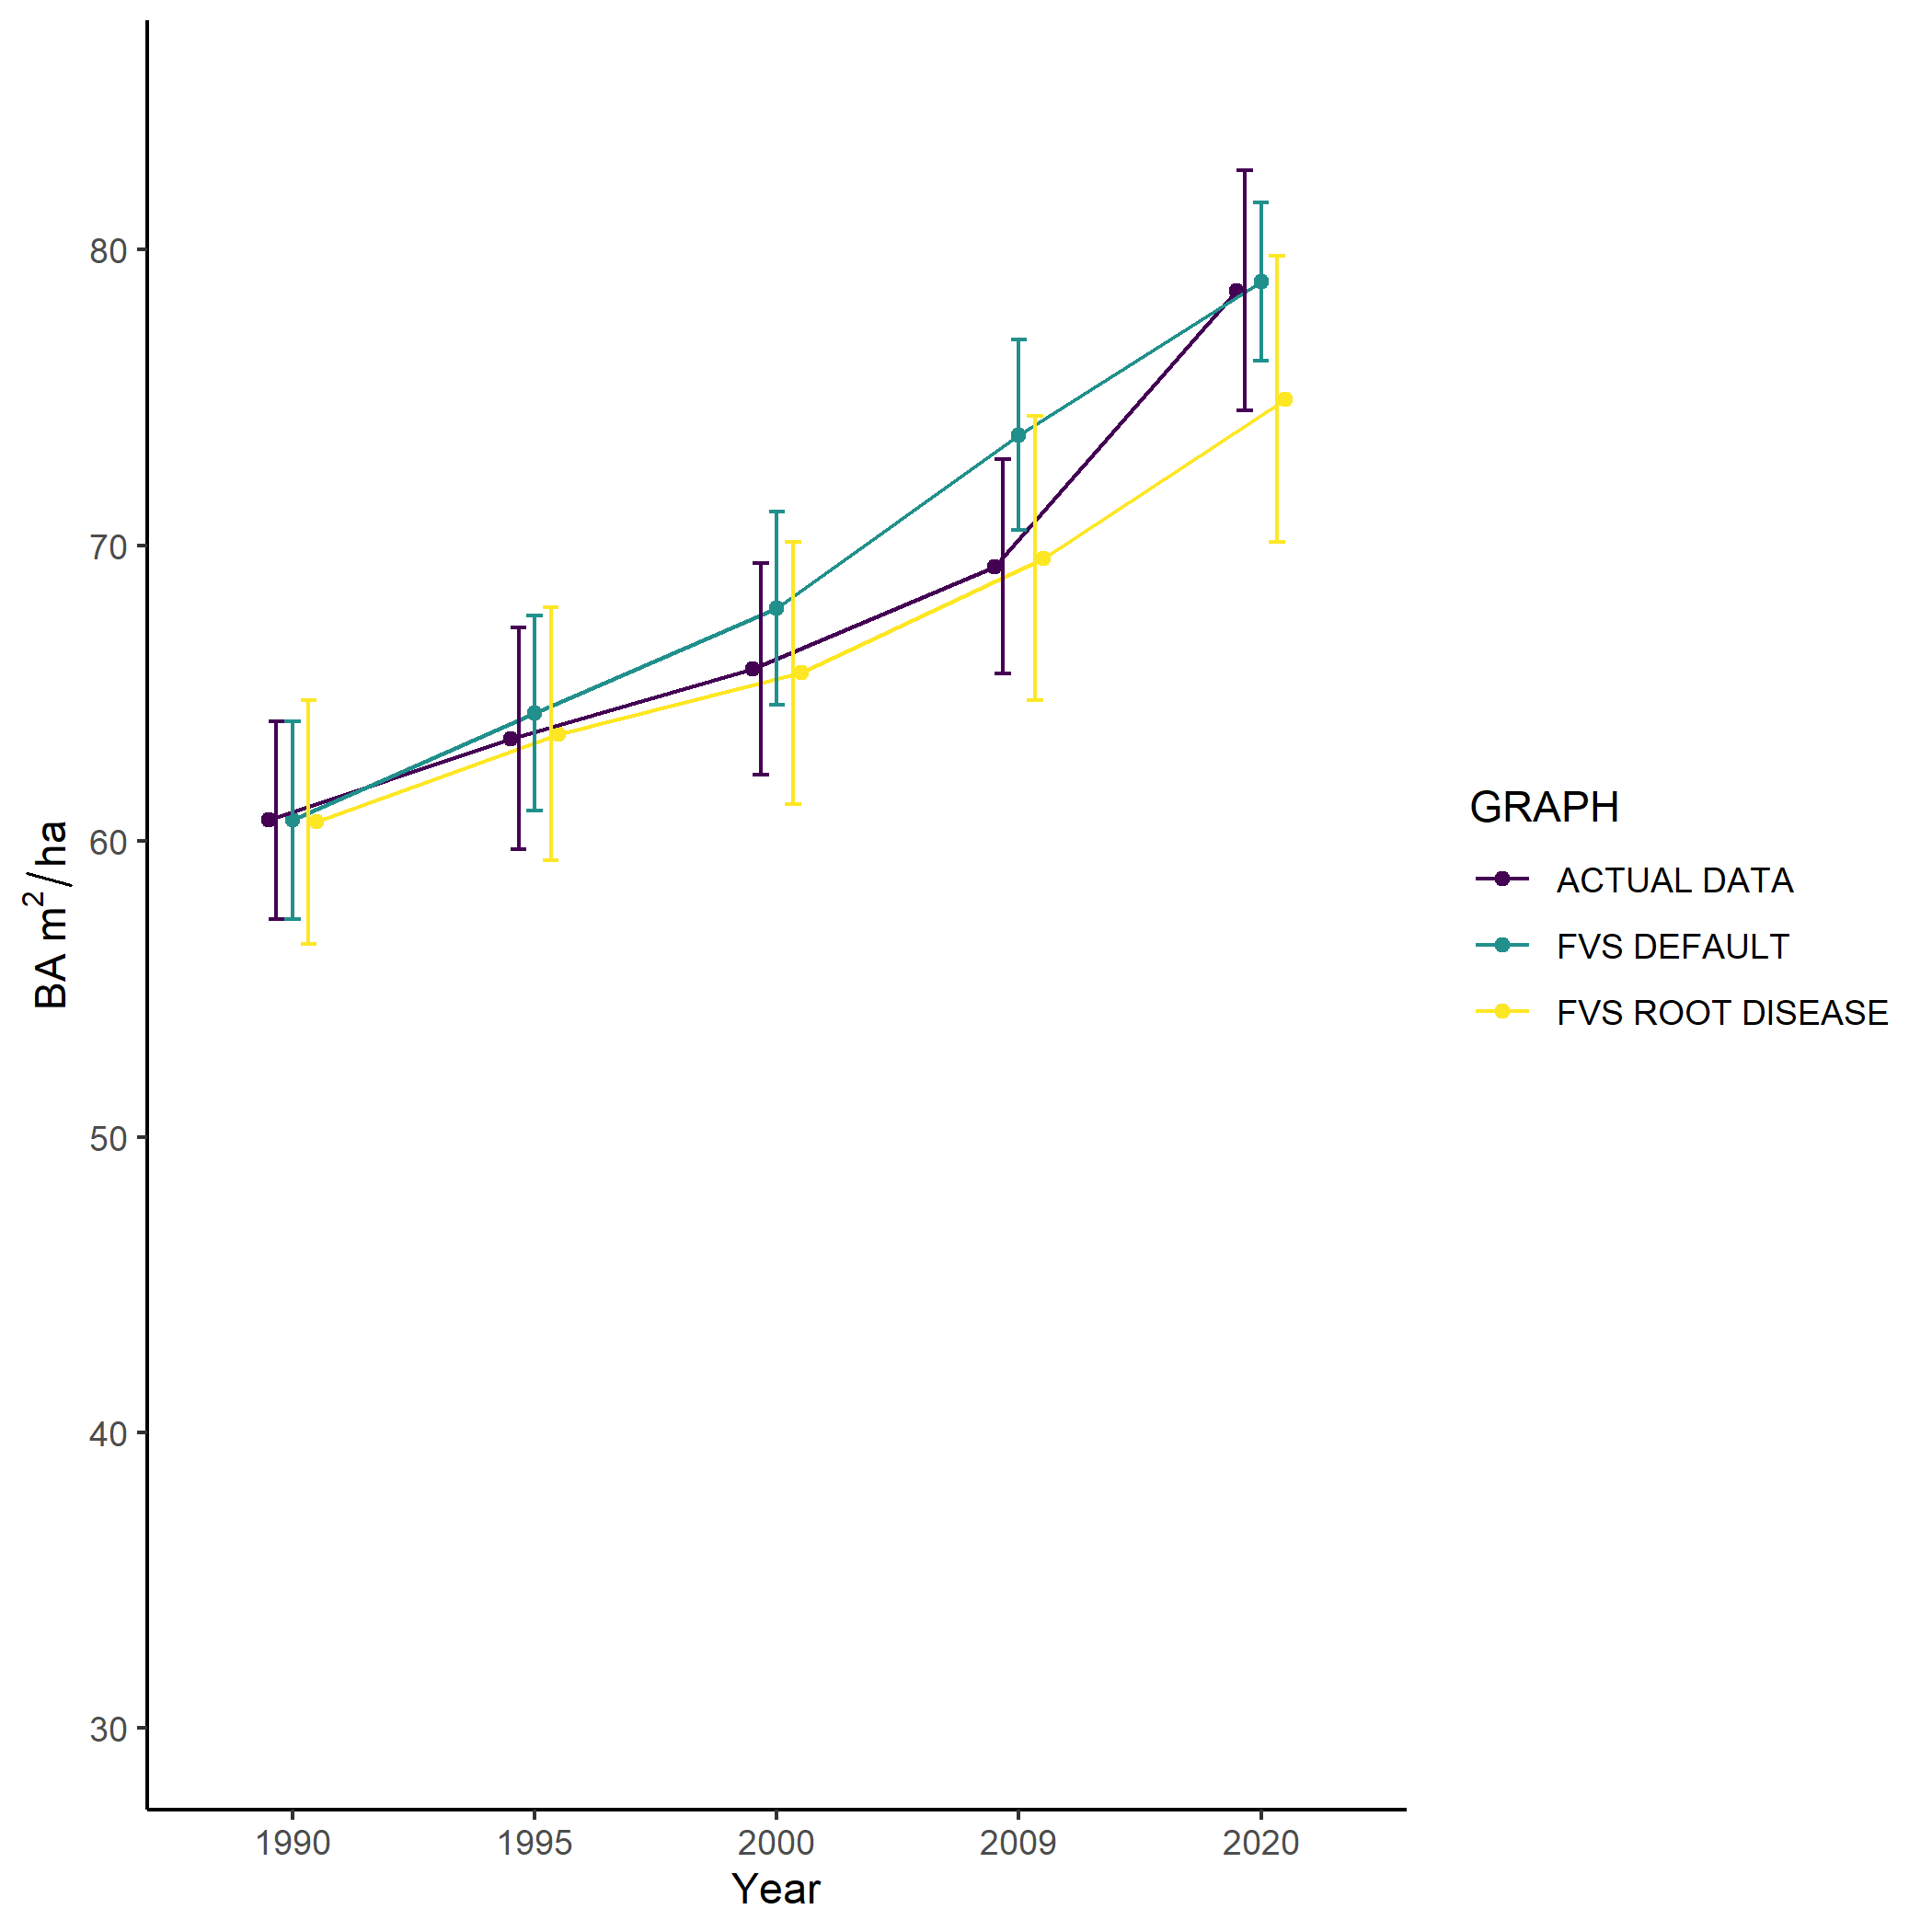 80
70
60
50
40
30
BA m²/ha
1990 1995 2000 2009 2020
Year
GRAPH
ACTUAL DATA
FVS DEFAULT
FVS ROOT DISEASE